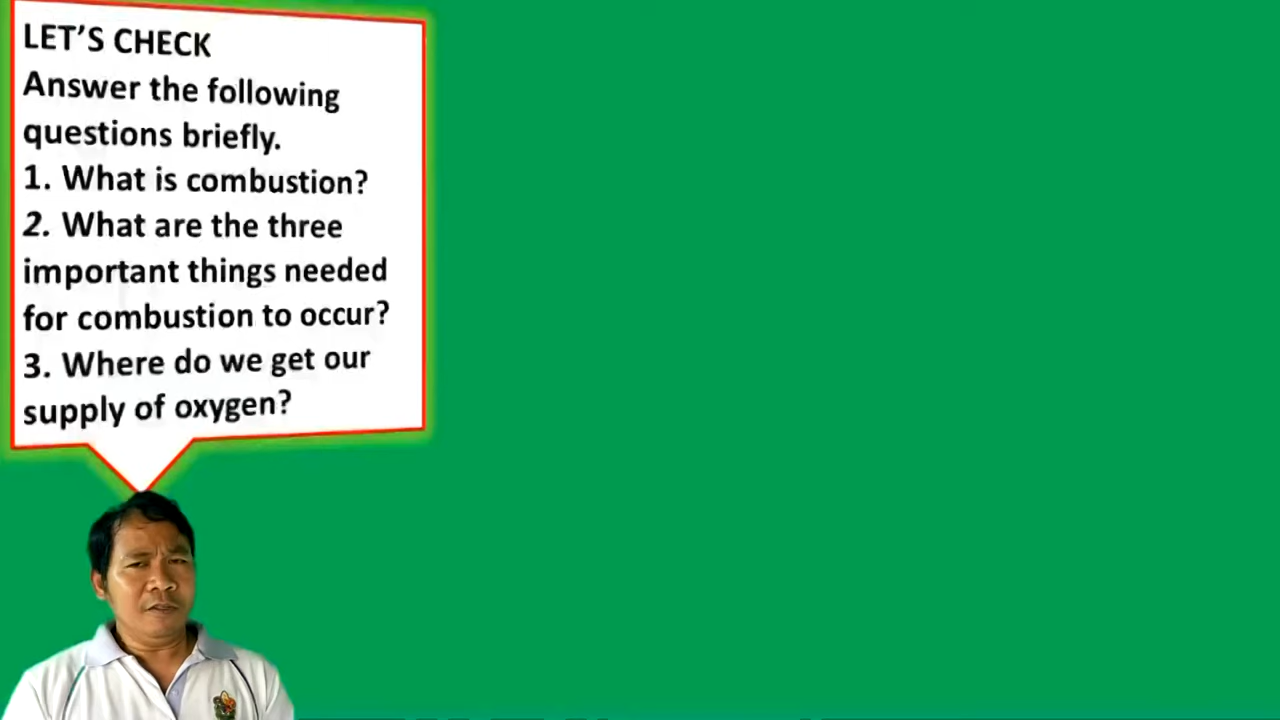 LET'S CHECK
Answer the following
questions briefly.
1. What is combustion?
2. What are the three
important things needed
for combustion to occur?
3. Where do we get our
supply of oxygen?